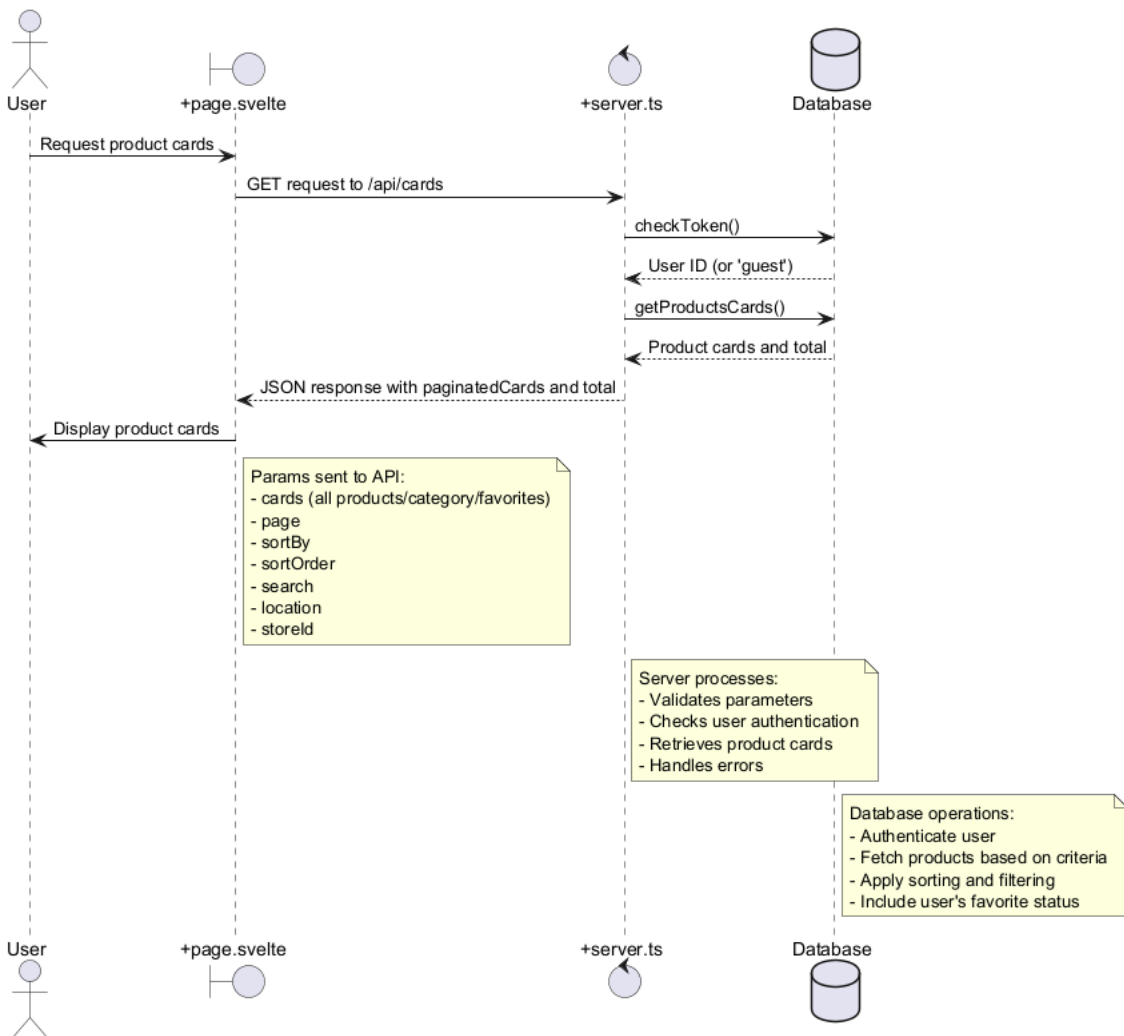 User
+page.svelte
+server.ts
Database
Request product cards
GET request to /api/cards
checkToken()
User ID (or 'guest')
getProductsCards()
Product cards and total
JSON response with paginatedCards and total
Display product cards
Params sent to API:
- cards (all products/category/favorites)
- page
- sortBy
- sortOrder
- search
- location
- storeId
Server processes:
- Validates parameters
- Checks user authentication
- Retrieves product cards
- Handles errors
Database operations:
- Authenticate user
- Fetch products based on criteria
- Apply sorting and filtering
- Include user's favorite status
User
+page.svelte
+server.ts
Database